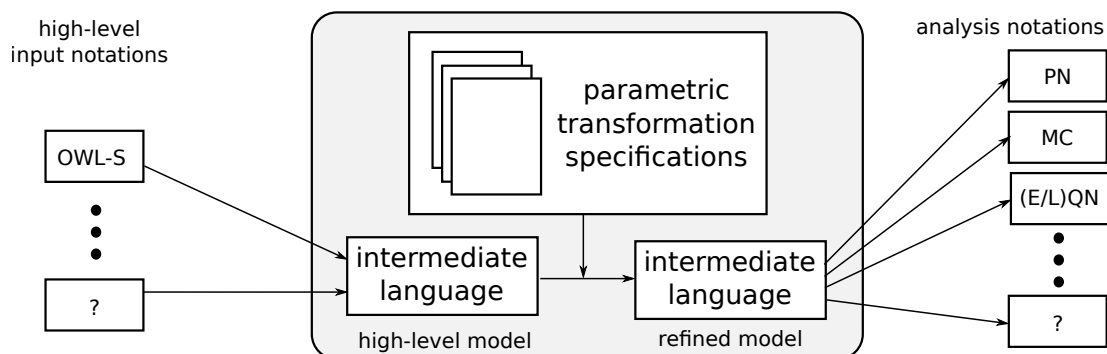 high-level
input notations
OWL-S
?
parametric
transformation
specifications
intermediate
language
high-level model
intermediate
language
refined model
analysis notations
PN
MC
(E/L)QN
?